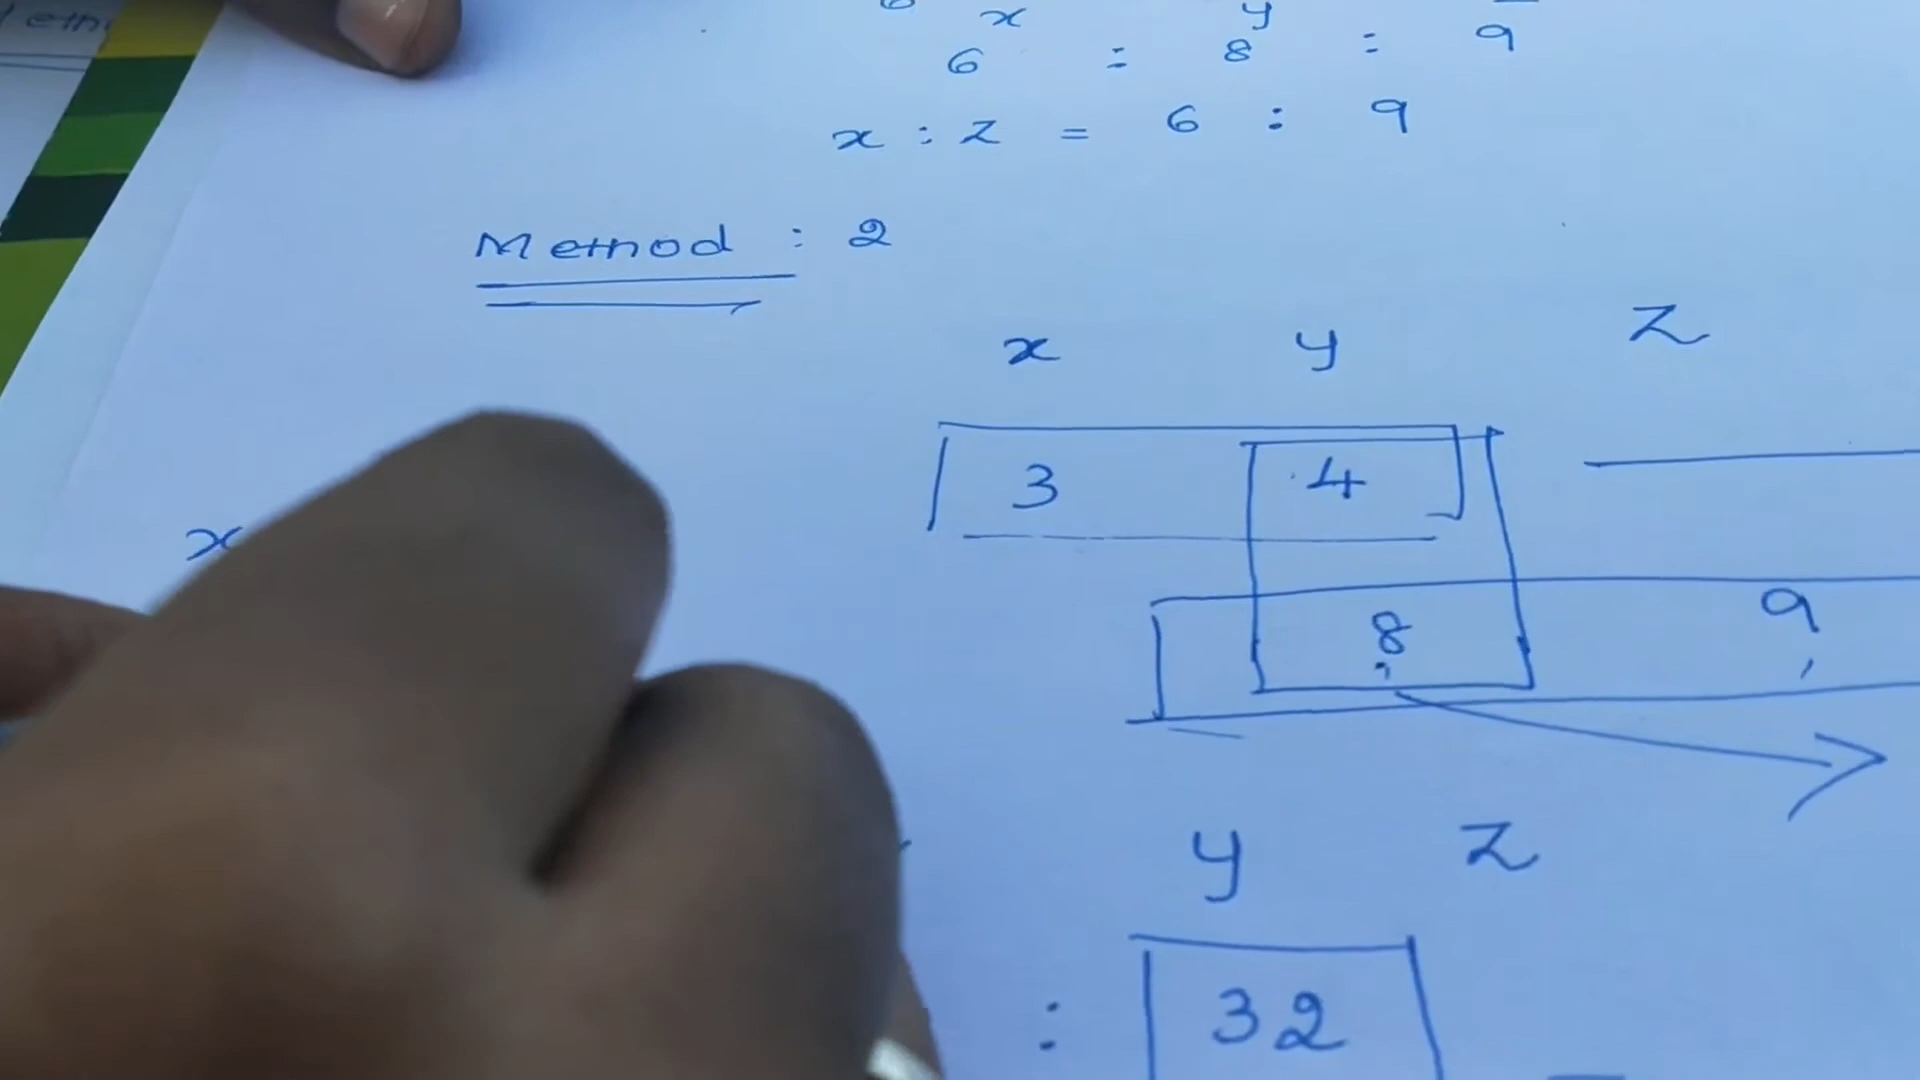 x y
6 : 8 : 9
x : z = 6 : 9
Method : 2
x y z
3 4
8 9
x
y z
: 32